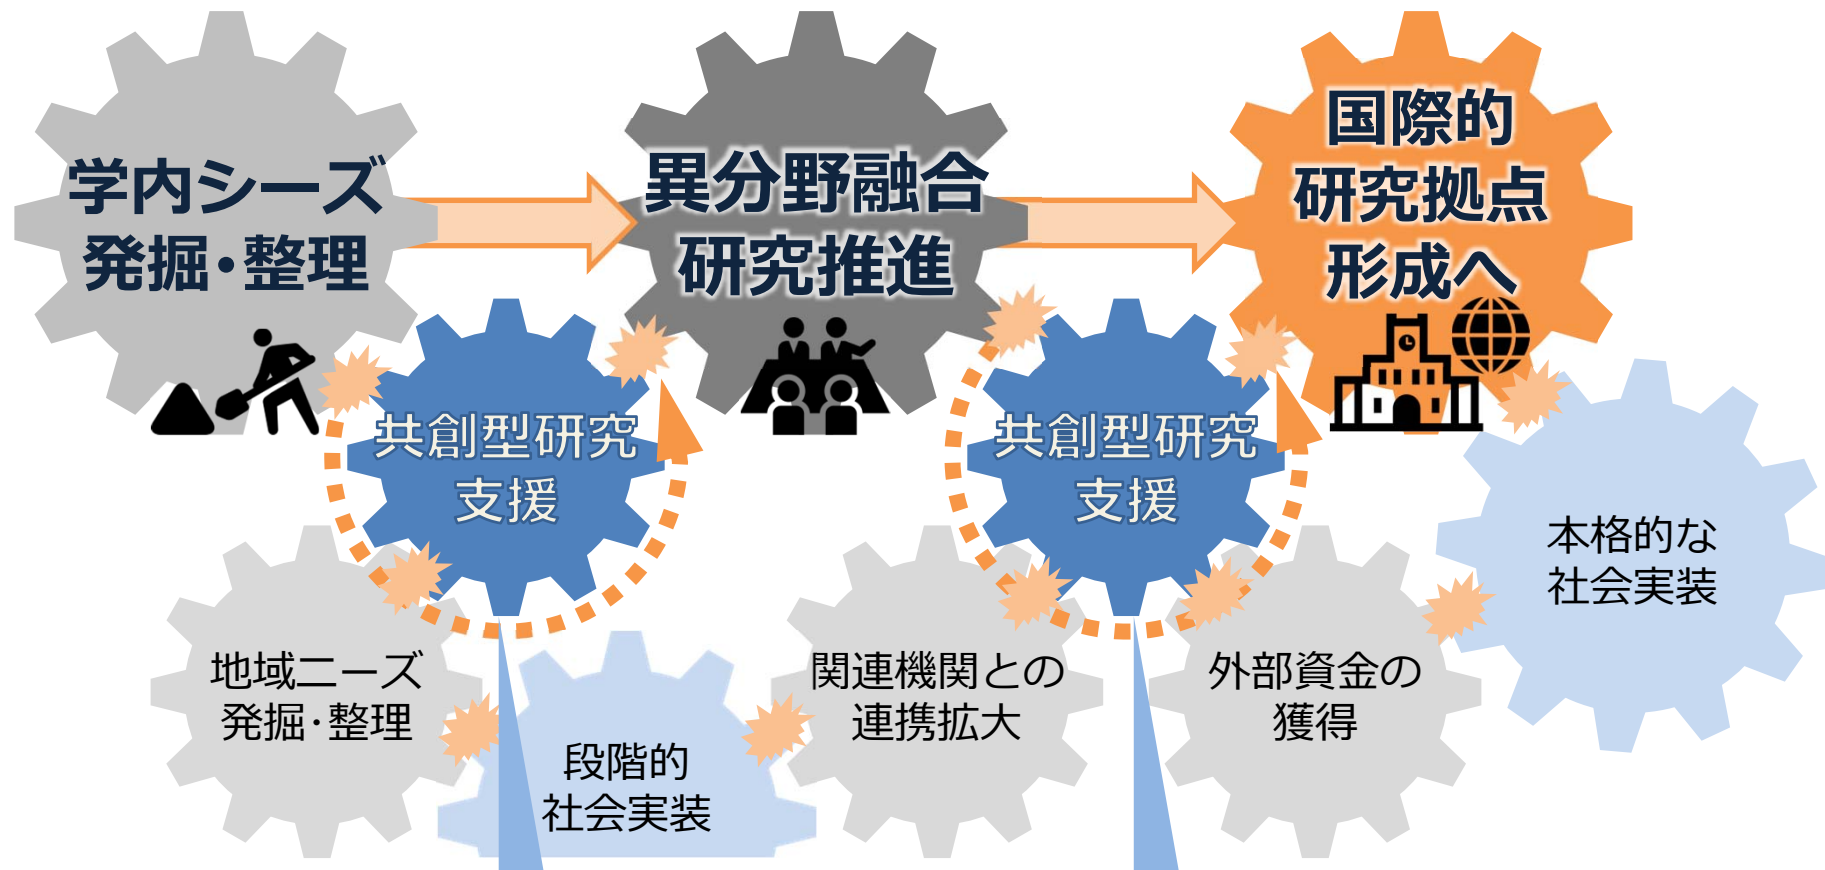 学内シーズ
発掘・整理
異分野融合
研究推進
国際的
研究拠点
形成へ
共創型研究
支援
共創型研究
支援
地域ニーズ
発掘・整理
段階的
社会実装
関連機関との
連携拡大
外部資金の
獲得
本格的な
社会実装